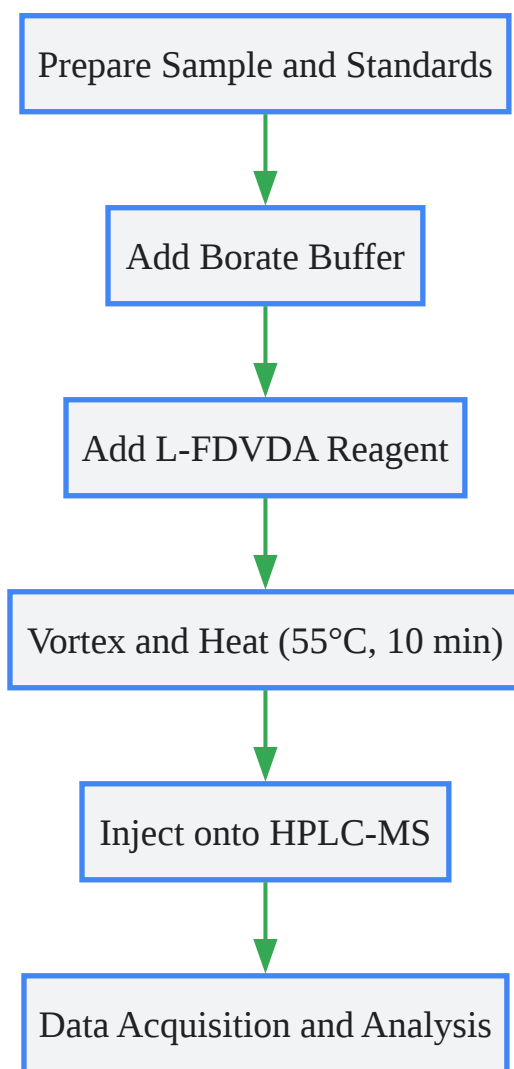 Prepare Sample and Standards
Add Borate Buffer
Add L-FDVDA Reagent
Vortex and Heat (55°C, 10 min)
Inject onto HPLC-MS
Data Acquisition and Analysis